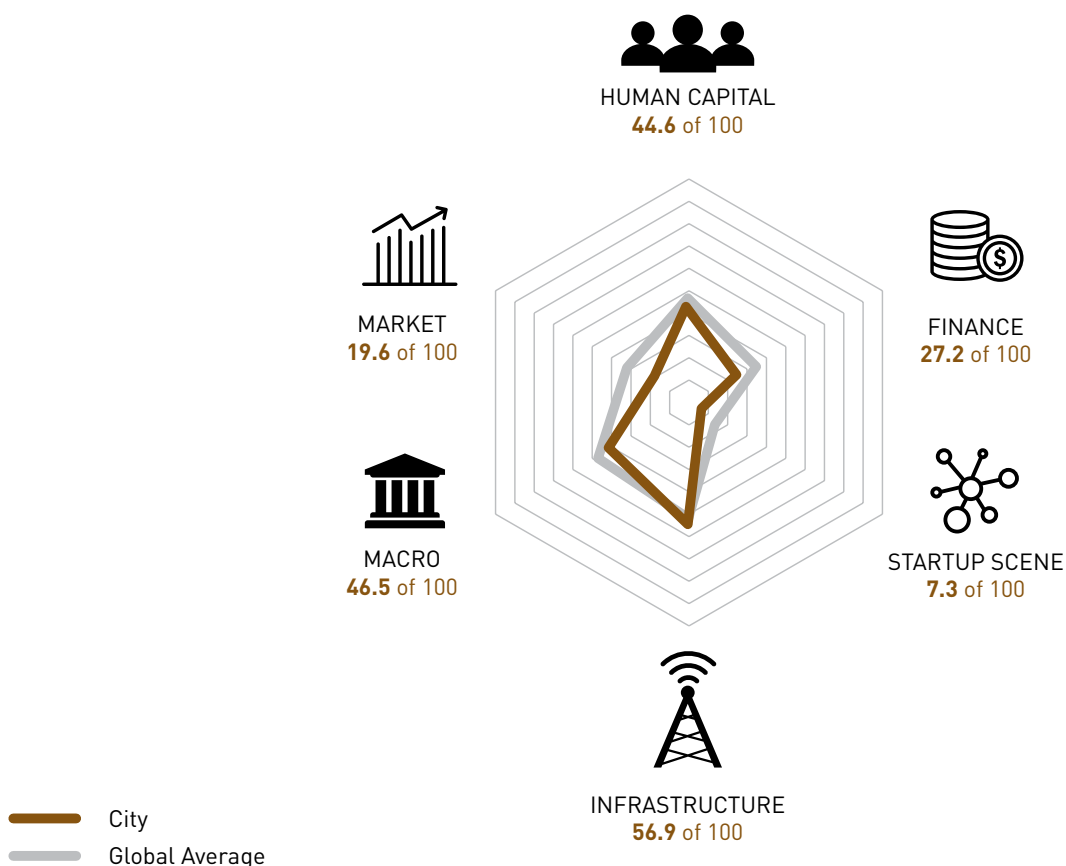 HUMAN CAPITAL
44.6 of 100
MARKET
19.6 of 100
$
FINANCE
27.2 of 100
MACRO
46.5 of 100
STARTUP SCENE
7.3 of 100
INFRASTRUCTURE
56.9 of 100
City
Global Average